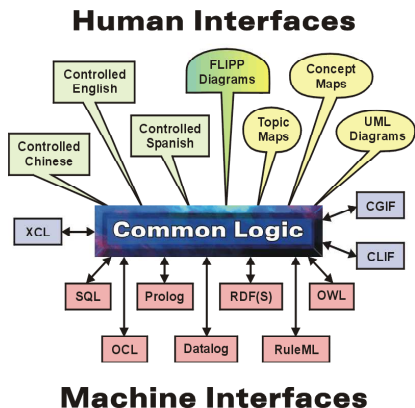 Human Interfaces
FLIPP
Diagrams
Concept
Maps
Controlled
English
Controlled
Spanish
Topic
Maps
UML
Diagrams
Controlled
Chinese
CGIF
XCL
Common Logic
CLIF
SQL
Prolog
RDF(S)
OWL
OCL
Datalog
RuleML
Machine Interfaces